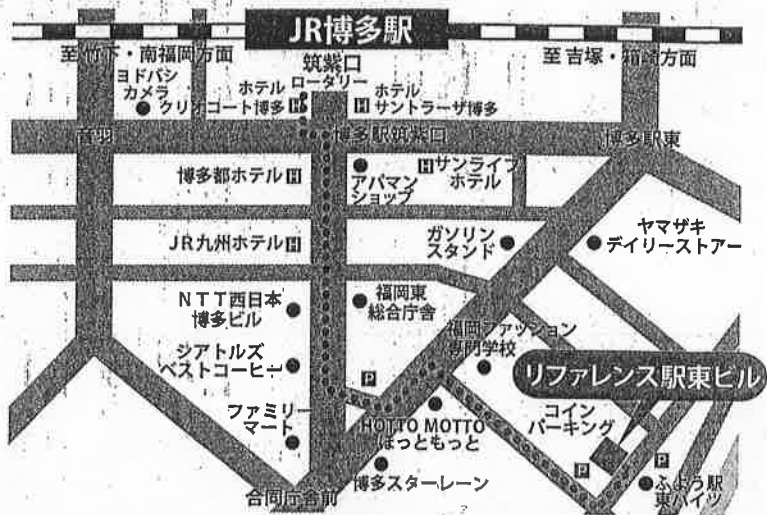 JR博多駅
至 竹下・南福岡方面
筑紫口
至 吉塚・箱崎方面
ヨドバシ
カメラ
ホテル
クリオコート博多 H
ロータリー
H ホテル
サントラーザ博多
音羽
博多駅筑紫口
博多駅東
博多都ホテル H
アパマン
ショップ
H サンライフ
ホテル
JR九州ホテル H
ガソリン
スタンド
ヤマザキ
デイリーストアー
NTT西日本
博多ビル
福岡東
総合庁舎
福岡ファッション
専門学校
シアトルズ
ベストコーヒー
P
リファレンス駅東ビル
ファミリー
マート
HOTTO MOTTO
ほっともっと
コイン
パーキング
P
P
博多スターレーン
ふよう駅
東ハイツ
合同庁舎前